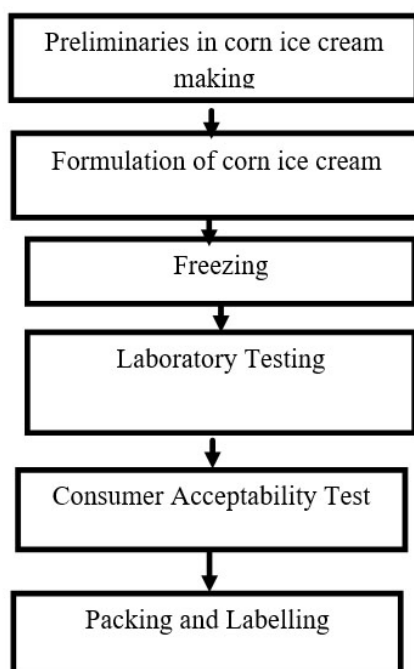 Preliminaries in corn ice cream
making
Formulation of corn ice cream
Freezing
Laboratory Testing
Consumer Acceptability Test
Packing and Labelling